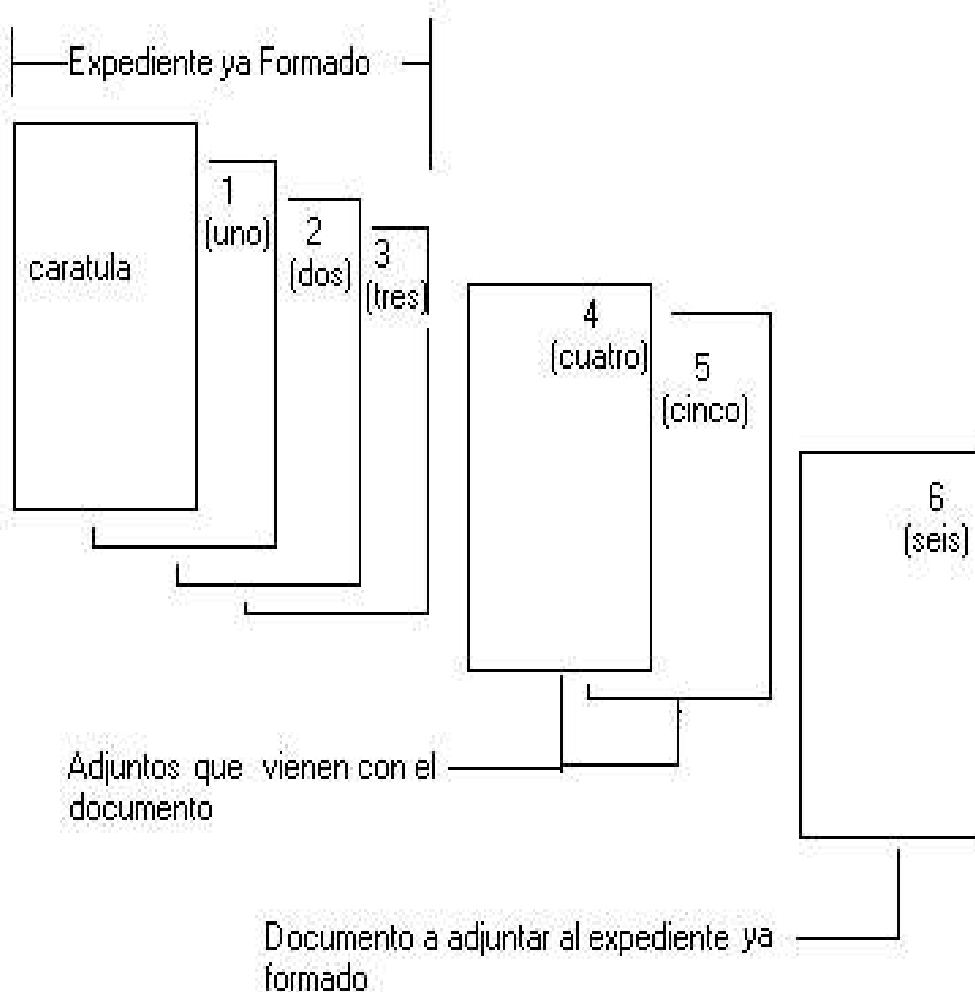 Expediente ya Formado
caratula
1
(uno)
2
(dos)
3
(tres)
4
(cuatro)
5
(cinco)
6
(seis)
Adjuntos que vienen con el
documento
Documento a adjuntar al expediente ya
formado